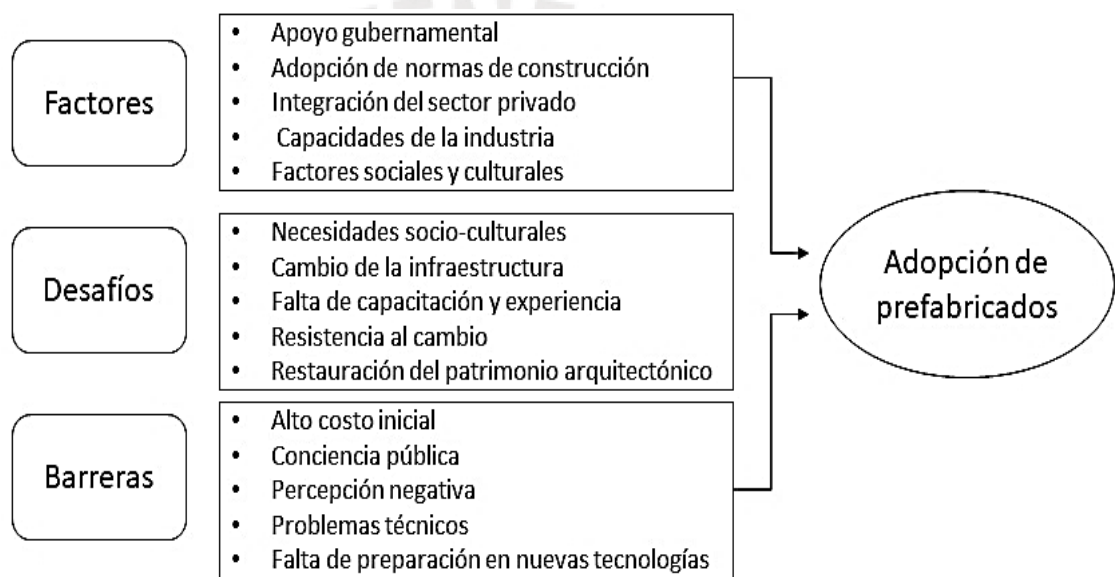 Factores
• Apoyo gubernamental
• Adopción de normas de construcción
• Integración del sector privado
• Capacidades de la industria
• Factores sociales y culturales
Desafíos
• Necesidades socio-culturales
• Cambio de la infraestructura
• Falta de capacitación y experiencia
• Resistencia al cambio
• Restauración del patrimonio arquitectónico
Barreras
• Alto costo inicial
• Conciencia pública
• Percepción negativa
• Problemas técnicos
• Falta de preparación en nuevas tecnologías
Adopción de
prefabricados